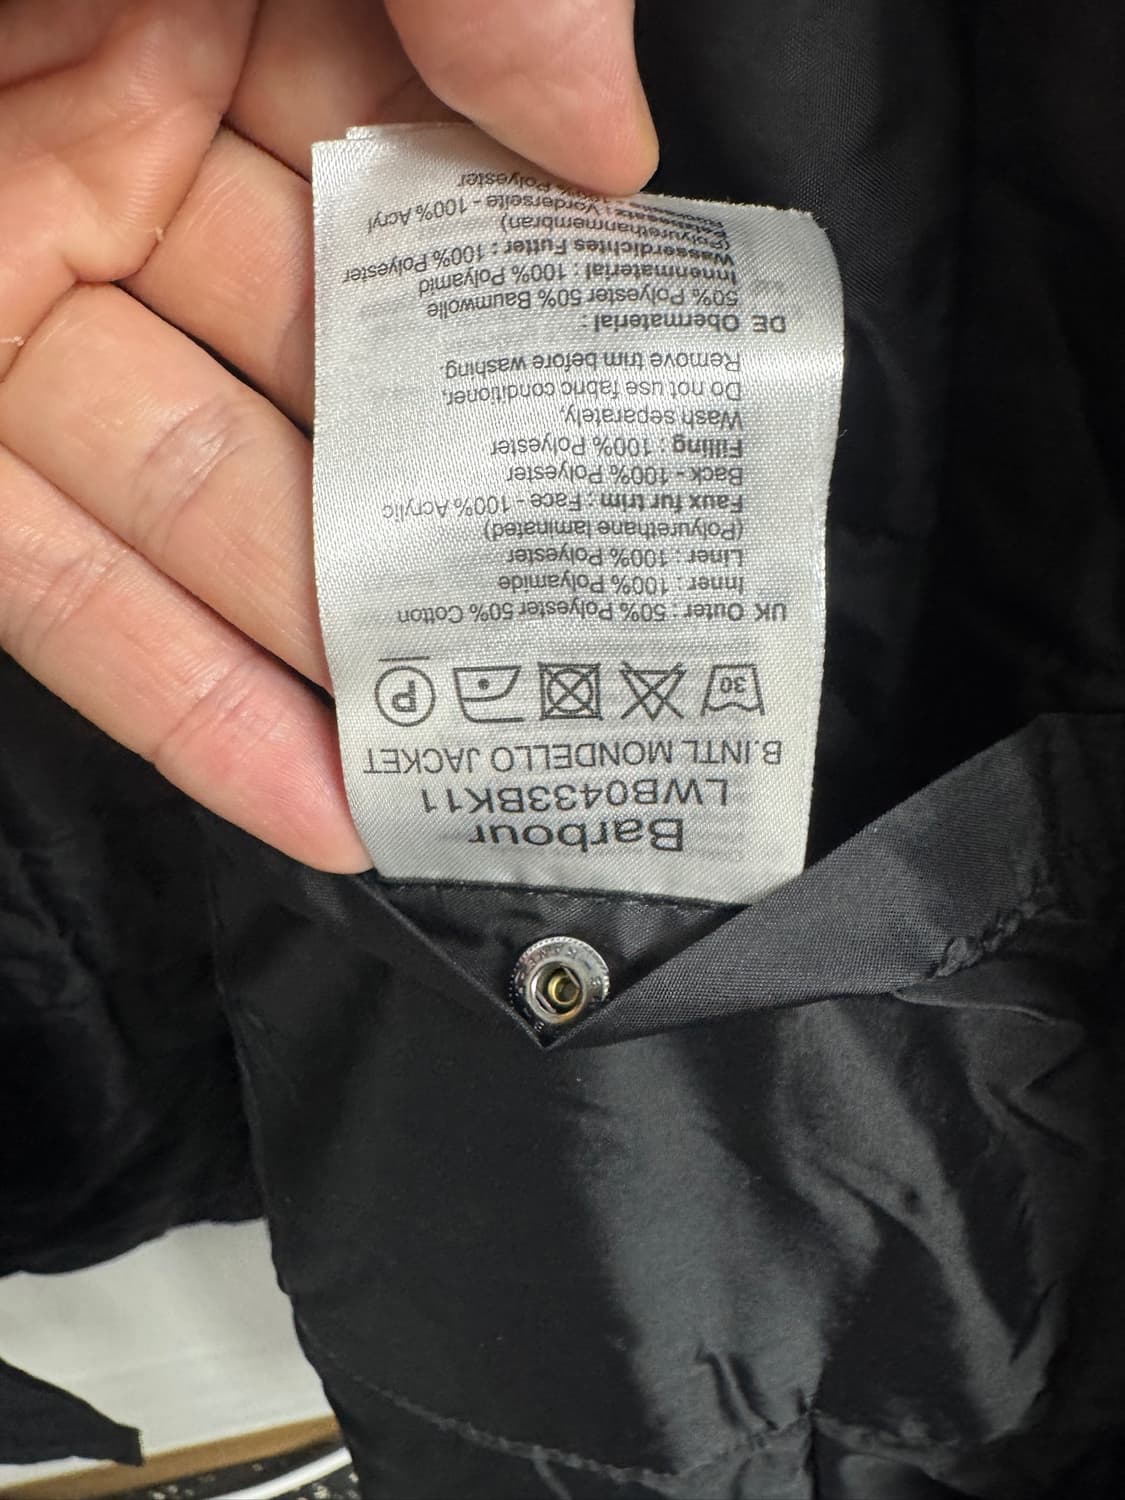 Barbour
LWB0433BK11
B.INTL MONDELLO JACKET
30
P
UK Outer : 50% Polyester 50% Cotton
Inner : 100% Polyamide
Liner : 100% Polyester
(Polyurethane laminated)
Faux fur trim : Face - 100% Acrylic
Back - 100% Polyester
Filling : 100% Polyester
Wash separately,
Do not use fabric conditioner,
Remove trim before washing.
DE Obermaterial :
50% Polyester 50% Baumwolle
Innenmaterial : 100% Polyamid
Wasserdichtes Futter : 100% Polyester
(Polyurethanmembran)
Pelzbesatz : Vorderseite - 100% Acryl
Polyester